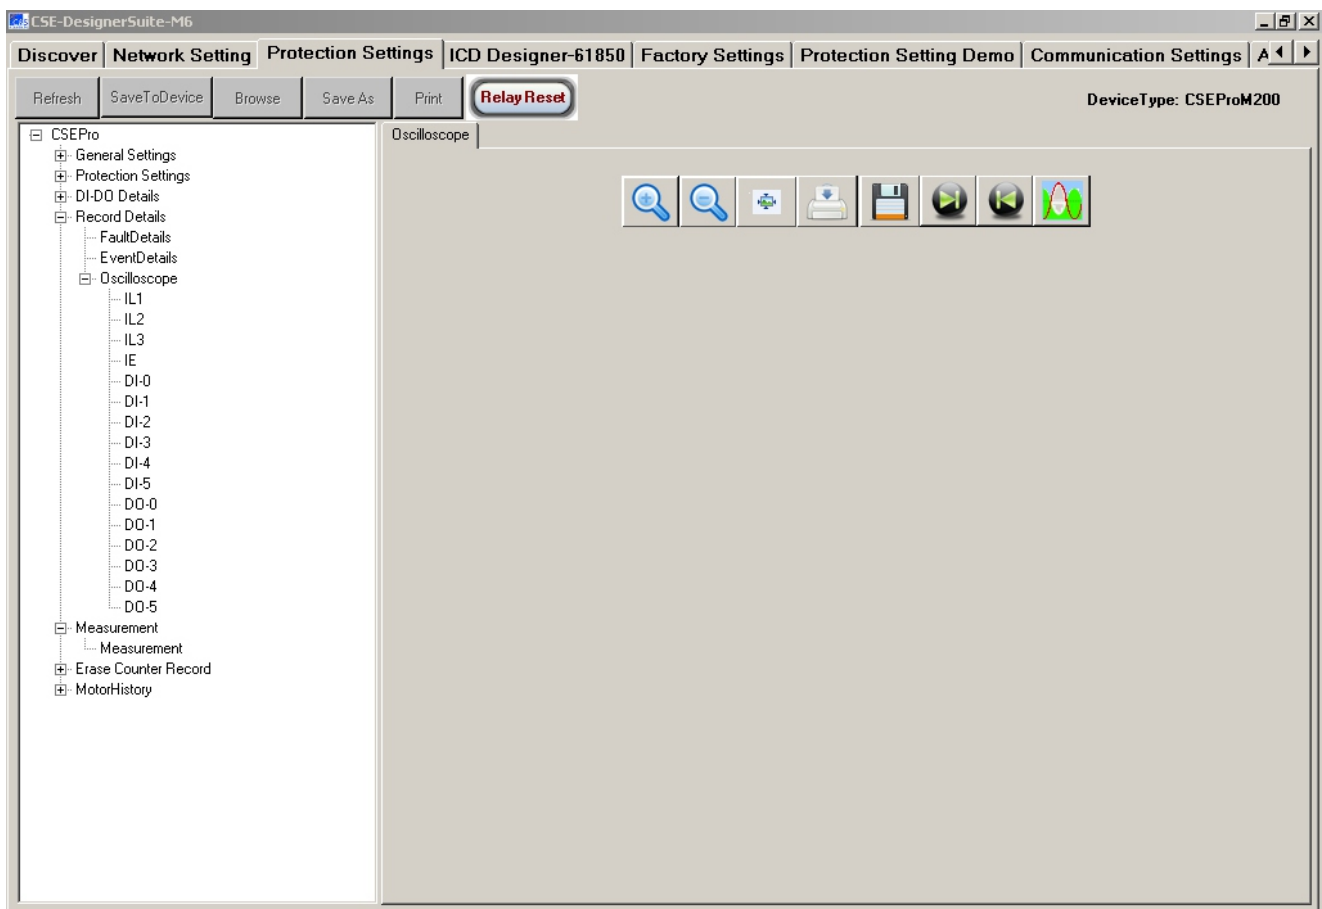 CSE-DesignerSuite-M6
Discover Network Setting Protection Settings ICD Designer-61850 Factory Settings Protection Setting Demo Communication Settings A
Refresh SaveToDevice Browse Save As Print Relay Reset DeviceType: CSEProM200
CSEPro
General Settings
Protection Settings
DI-DO Details
Record Details
FaultDetails
EventDetails
Oscilloscope
IL1
IL2
IL3
IE
DI-0
DI-1
DI-2
DI-3
DI-4
DI-5
DO-0
DO-1
DO-2
DO-3
DO-4
DO-5
Measurement
Measurement
Erase Counter Record
MotorHistory
Oscilloscope